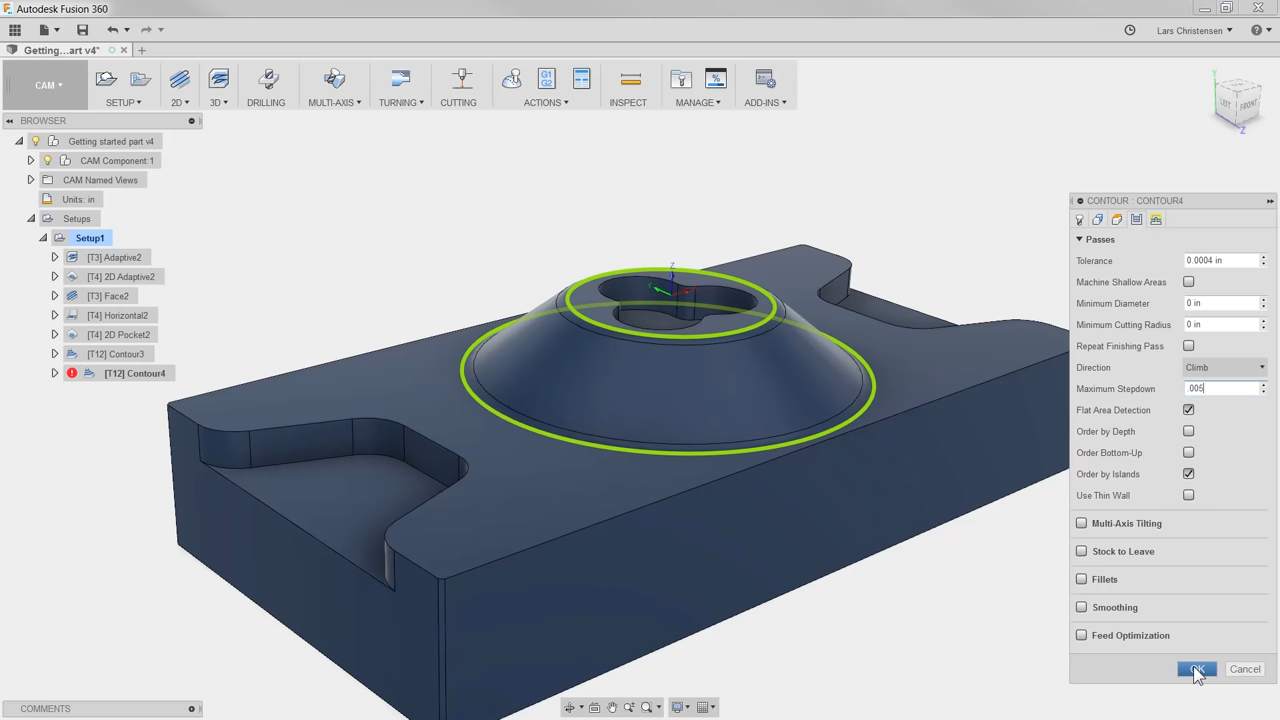 Autodesk Fusion 360
Lars Christensen
Getting...art v4*
CAM
SETUP
2D
3D
DRILLING
MULTI-AXIS
TURNING
CUTTING
G1
G2
ACTIONS
INSPECT
MANAGE
ADD-INS
BROWSER
Getting started part v4
CAM Component:1
CAM Named Views
Units: in
Setups
Setup1
[T3] Adaptive2
[T4] 2D Adaptive2
[T3] Face2
[T4] Horizontal2
[T4] 2D Pocket2
[T12] Contour3
[T12] Contour4
Z
Y
Y
LEFT
FRONT
Z
CONTOUR : CONTOUR4
Passes
Tolerance 0.0004 in
Machine Shallow Areas
Minimum Diameter 0 in
Minimum Cutting Radius 0 in
Repeat Finishing Pass
Direction Climb
Maximum Stepdown .005
Flat Area Detection
Order by Depth
Order Bottom-Up
Order by Islands
Use Thin Wall
Multi-Axis Tilting
Stock to Leave
Fillets
Smoothing
Feed Optimization
OK Cancel
COMMENTS